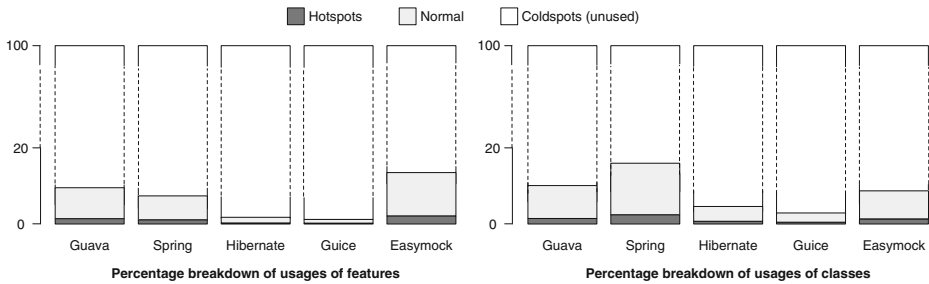 Hotspots Normal Coldspots (unused)
100 100
20 20
0 0
Guava Spring Hibernate Guice Easymock Guava Spring Hibernate Guice Easymock
Percentage breakdown of usages of features Percentage breakdown of usages of classes